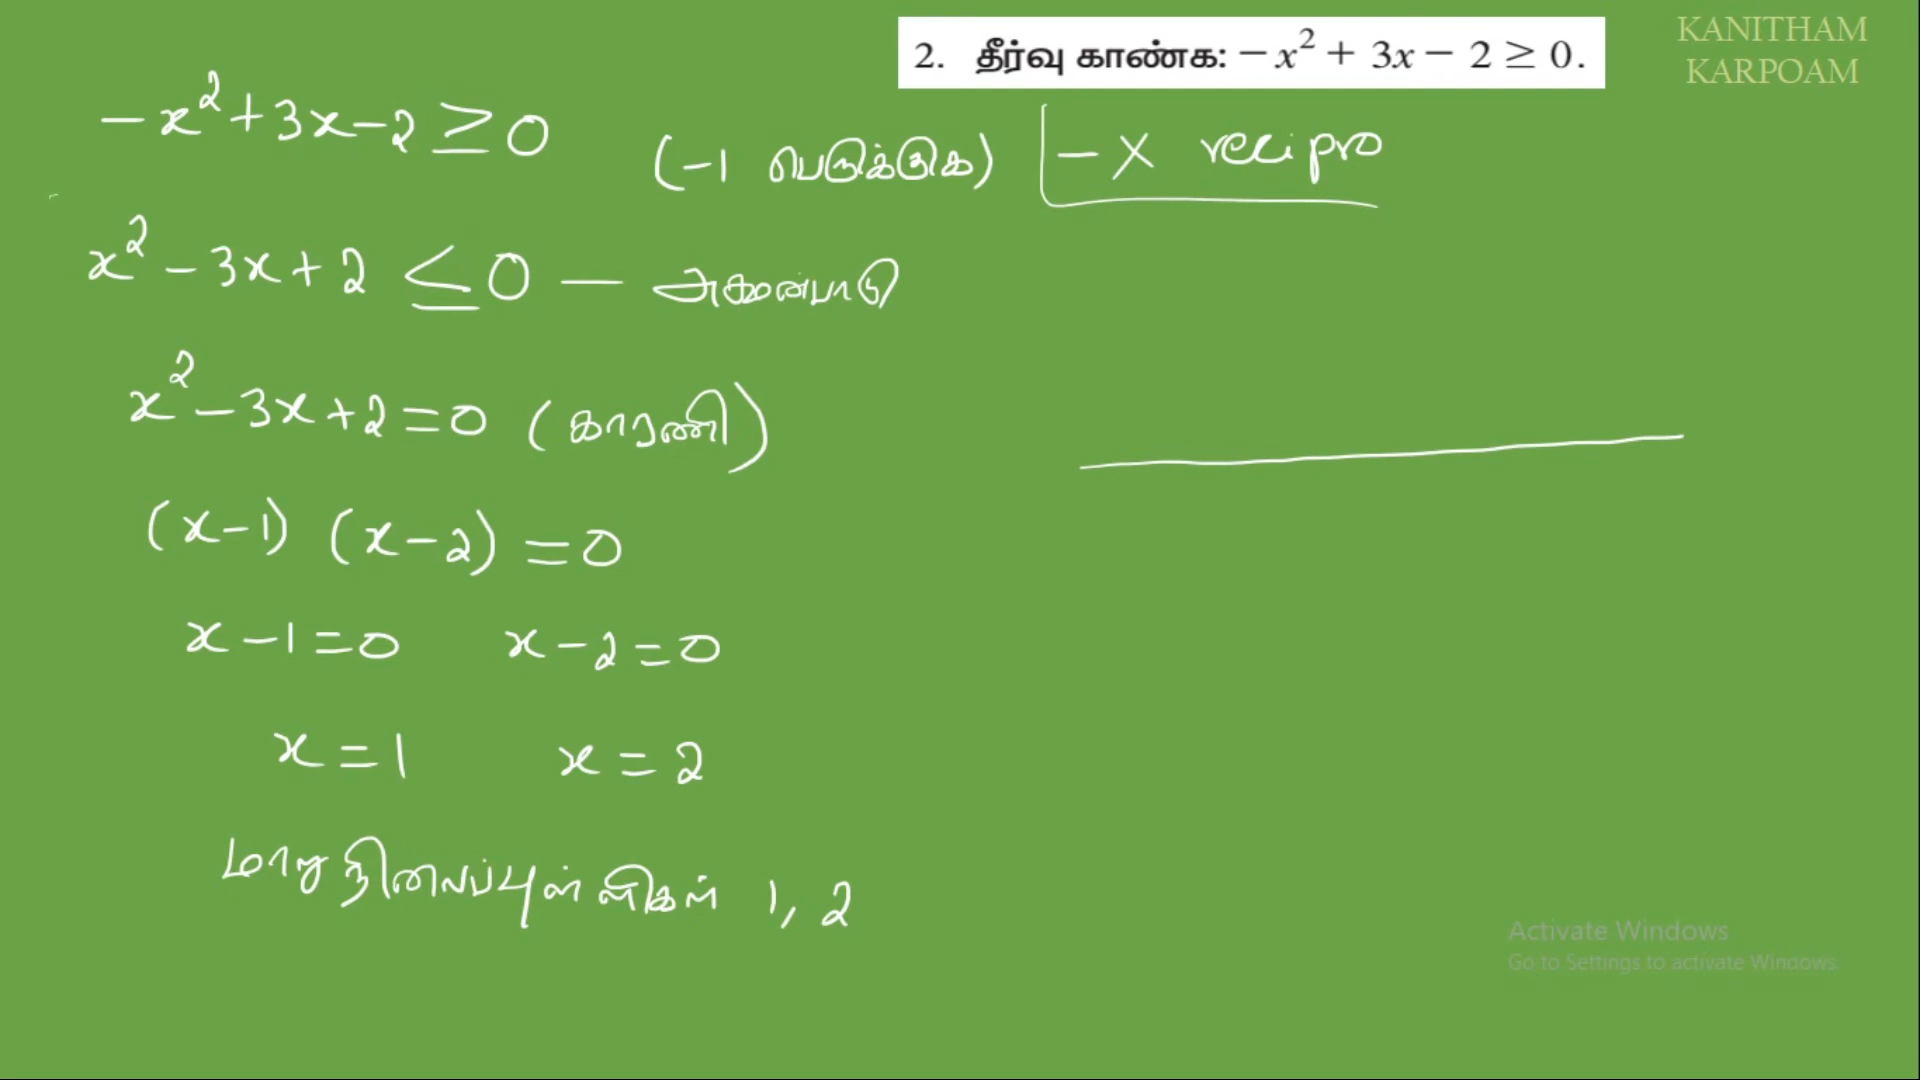 KANITHAM
KARPOAM
2. தீர்வு காண்க: −x² + 3x − 2 ≥ 0.
−x² + 3x − 2 ≥ 0 (−1 பெருக்குக) − × recipro
x² − 3x + 2 ≤ 0 —
x² − 3x + 2 = 0 (காரணி)
(x−1) (x−2) = 0
x − 1 = 0 x − 2 = 0
x = 1 x = 2
மாறுநிலைப்புள்ளிகள் 1, 2
Activate Windows
Go to Settings to activate Windows.